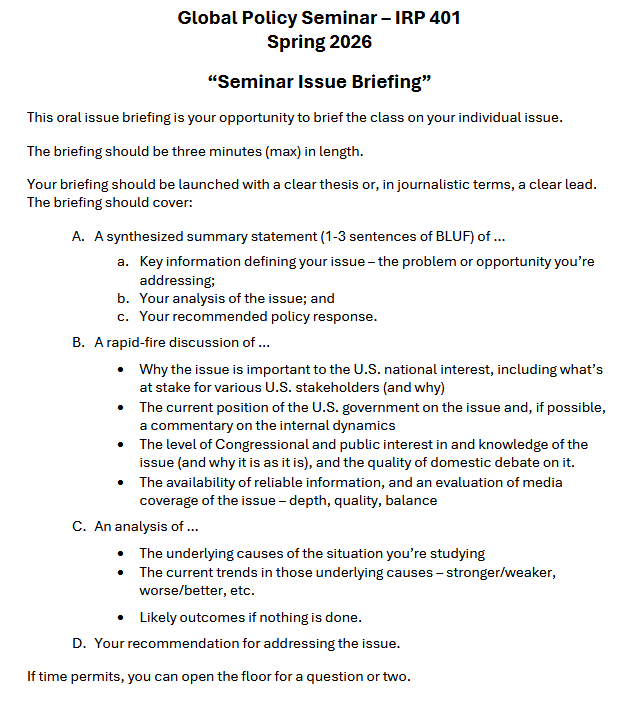 Global Policy Seminar – IRP 401
Spring 2026
“Seminar Issue Briefing”
This oral issue briefing is your opportunity to brief the class on your individual issue.
The briefing should be three minutes (max) in length.
Your briefing should be launched with a clear thesis or, in journalistic terms, a clear lead.
The briefing should cover:
A. A synthesized summary statement (1-3 sentences of BLUF) of …
a. Key information defining your issue – the problem or opportunity you’re
addressing;
b. Your analysis of the issue; and
c. Your recommended policy response.
B. A rapid-fire discussion of …
• Why the issue is important to the U.S. national interest, including what’s
at stake for various U.S. stakeholders (and why)
• The current position of the U.S. government on the issue and, if possible,
a commentary on the internal dynamics
• The level of Congressional and public interest in and knowledge of the
issue (and why it is as it is), and the quality of domestic debate on it.
• The availability of reliable information, and an evaluation of media
coverage of the issue – depth, quality, balance
C. An analysis of …
• The underlying causes of the situation you’re studying
• The current trends in those underlying causes – stronger/weaker,
worse/better, etc.
• Likely outcomes if nothing is done.
D. Your recommendation for addressing the issue.
If time permits, you can open the floor for a question or two.